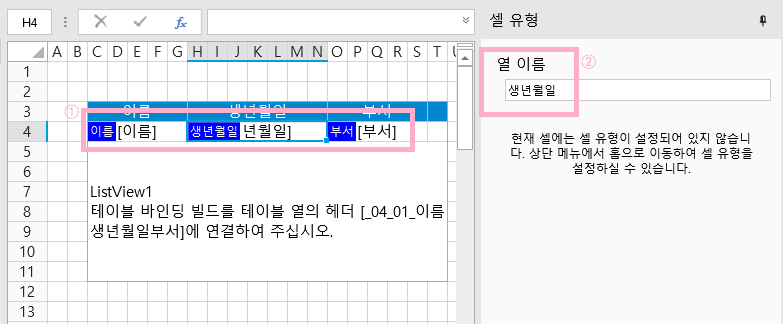 H4
fx
셀 유형
A B C D E F G H I J K L M N O P Q R S T U
열 이름 ②
생년월일
1
2
① 3 이름 생년월일 부서
4 이름 [이름] 생년월일 년월일] 부서 [부서]
현재 셀에는 셀 유형이 설정되어 있지 않습니
다. 상단 메뉴에서 홈으로 이동하여 셀 유형을
설정하실 수 있습니다.
5
6
7 ListView1
8 테이블 바인딩 빌드를 테이블 열의 헤더 [_04_01_이름
9 생년월일부서]에 연결하여 주십시오.
10
11
12
13